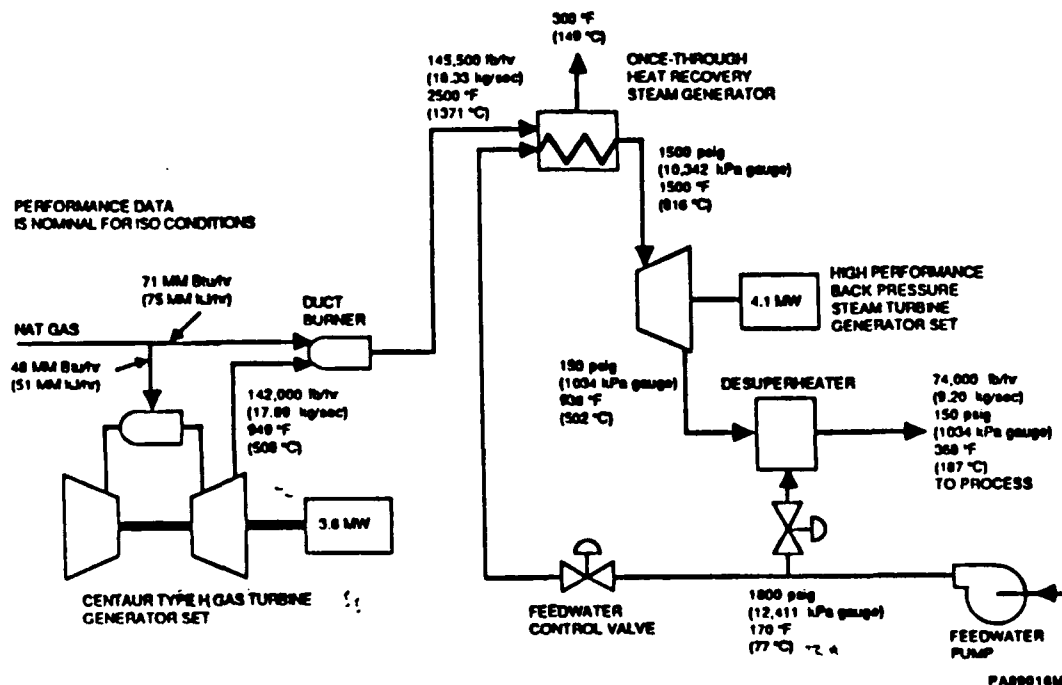 300 °F
(149 °C)
145,500 lb/hr
(18.33 kg/sec)
2500 °F
(1371 °C)
ONCE-THROUGH
HEAT RECOVERY
STEAM GENERATOR
1500 psig
(10,342 kPa gauge)
1500 °F
(816 °C)
PERFORMANCE DATA
IS NOMINAL FOR ISO CONDITIONS
71 MM Btu/hr
(75 MM kJ/hr)
DUCT
BURNER
NAT GAS
48 MM Btu/hr
(51 MM kJ/hr)
142,000 lb/hr
(17.89 kg/sec)
949 °F
(509 °C)
4.1 MW
HIGH PERFORMANCE
BACK PRESSURE
STEAM TURBINE
GENERATOR SET
150 psig
(1034 kPa gauge)
936 °F
(502 °C)
DESUPERHEATER
74,000 lb/hr
(9.20 kg/sec)
150 psig
(1034 kPa gauge)
368 °F
(187 °C)
TO PROCESS
3.6 MW
CENTAUR TYPE H GAS TURBINE
GENERATOR SET
FEEDWATER
CONTROL VALVE
1800 psig
(12,411 kPa gauge)
170 °F
(77 °C)
FEEDWATER
PUMP